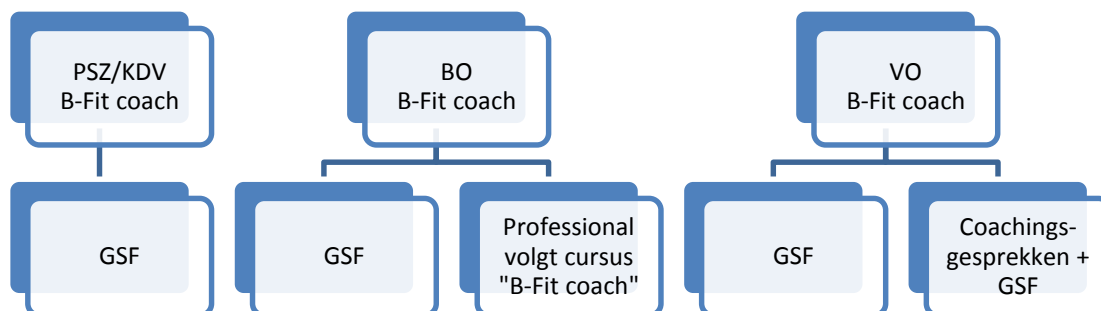 PSZ/KDV
B-Fit coach
BO
B-Fit coach
VO
B-Fit coach
GSF
GSF
Professional
volgt cursus
"B-Fit coach"
GSF
Coachings-
gesprekken +
GSF